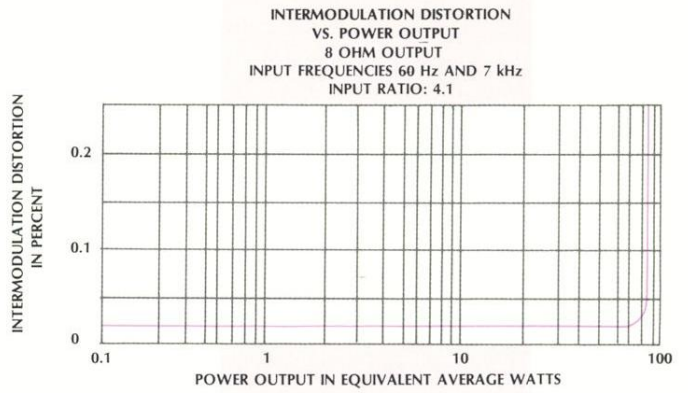 INTERMODULATION DISTORTION
VS. POWER OUTPUT
8 OHM OUTPUT
INPUT FREQUENCIES 60 Hz AND 7 kHz
INPUT RATIO: 4.1
INTERMODULATION DISTORTION
IN PERCENT
0.2
0.1
0
0.1 1 10 100
POWER OUTPUT IN EQUIVALENT AVERAGE WATTS